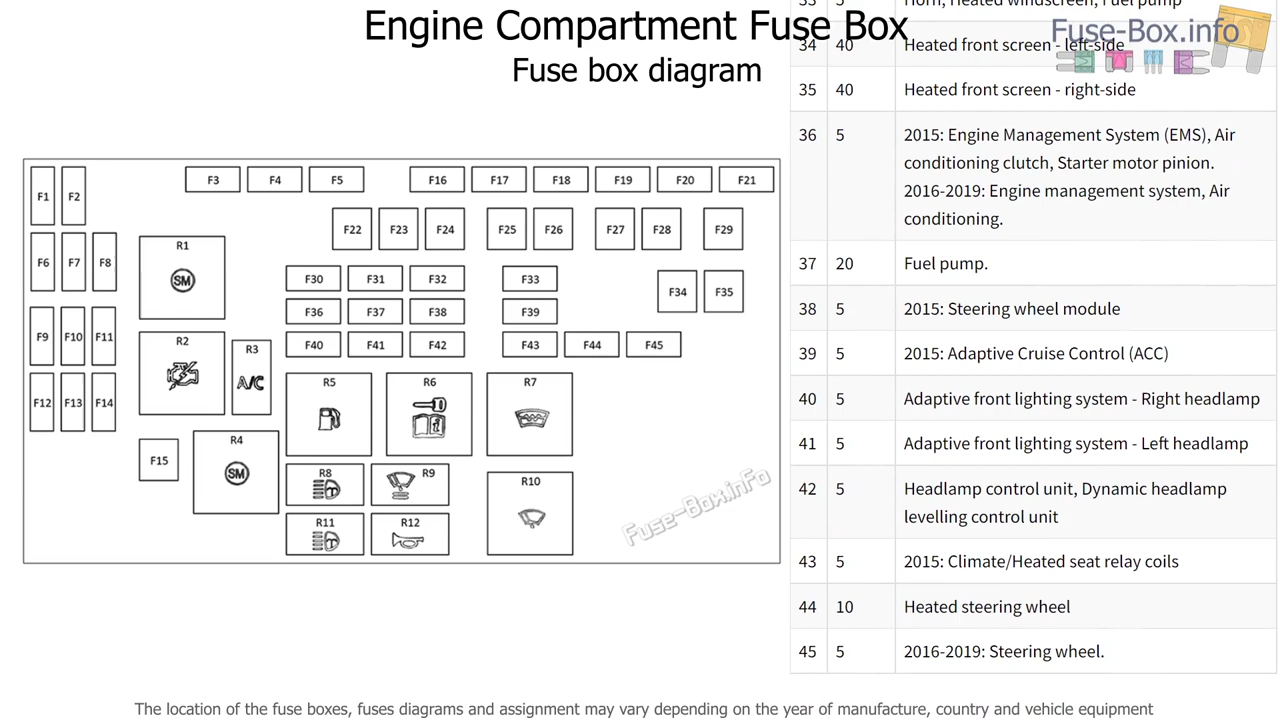 Engine Compartment Fuse Box
Fuse box diagram
Fuse-Box.info
F1
F2
F3
F4
F5
F16
F17
F18
F19
F20
F21
F22
F23
F24
F25
F26
F27
F28
F29
F6
F7
F8
R1
SM
F30
F31
F32
F33
F34
F35
F36
F37
F38
F39
F9
F10
F11
R2
R3
A/C
F40
F41
F42
F43
F44
F45
F12
F13
F14
R5
R6
R7
F15
R4
SM
R8
R9
R10
R11
R12
Fuse-Box.info
33 5 Horn, Heated windscreen, Fuel pump
34 40 Heated front screen - left-side
35 40 Heated front screen - right-side
36 5 2015: Engine Management System (EMS), Air
conditioning clutch, Starter motor pinion.
2016-2019: Engine management system, Air
conditioning.
37 20 Fuel pump.
38 5 2015: Steering wheel module
39 5 2015: Adaptive Cruise Control (ACC)
40 5 Adaptive front lighting system - Right headlamp
41 5 Adaptive front lighting system - Left headlamp
42 5 Headlamp control unit, Dynamic headlamp
levelling control unit
43 5 2015: Climate/Heated seat relay coils
44 10 Heated steering wheel
45 5 2016-2019: Steering wheel.
The location of the fuse boxes, fuses diagrams and assignment may vary depending on the year of manufacture, country and vehicle equipment